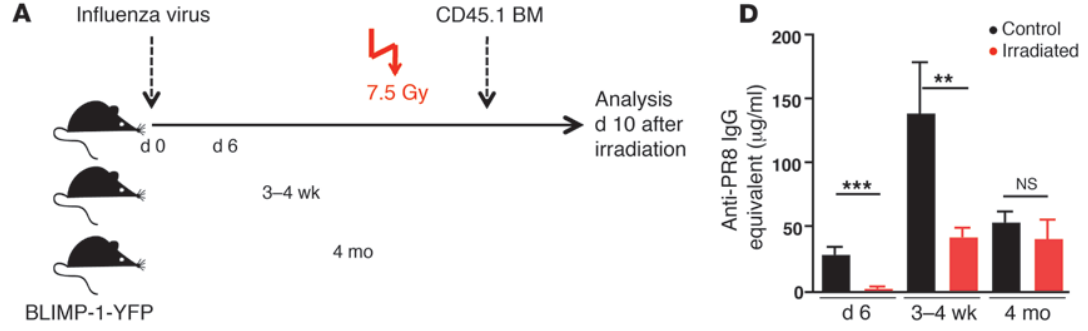 A
Influenza virus
CD45.1 BM
7.5 Gy
Analysis
d 10 after
irradiation
d 0
d 6
3–4 wk
4 mo
BLIMP-1-YFP
D
Control
Irradiated
Anti-PR8 IgG
equivalent (μg/ml)
200
150
100
50
0
***
**
NS
d 6
3–4 wk
4 mo